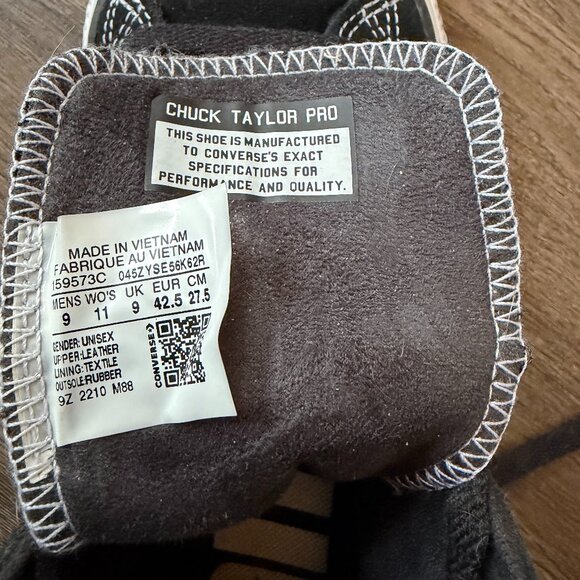 CHUCK TAYLOR PRO
THIS SHOE IS MANUFACTURED
TO CONVERSE'S EXACT
SPECIFICATIONS FOR
PERFORMANCE AND QUALITY.
MADE IN VIETNAM
FABRIQUE AU VIETNAM
159573C 045ZYSE56K62R
MENS WO'S UK EUR CM
9 11 9 42.5 27.5
GENDER: UNISEX
UPPER:LEATHER
LINING: TEXTILE
OUTSOLE:RUBBER
9Z 2210 M88
CONVERSE>